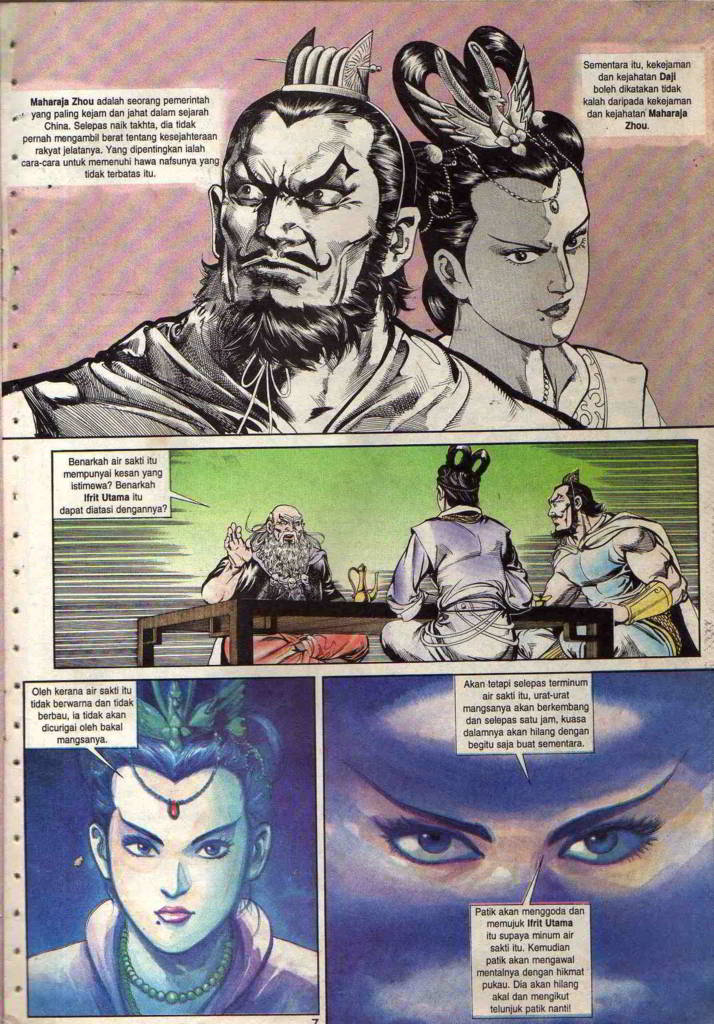 Maharaja Zhou adalah seorang pemerintah
yang paling kejam dan jahat dalam sejarah
China. Selepas naik takhta, dia tidak
pernah mengambil berat tentang kesejahteraan
rakyat jelatanya. Yang dipentingkan ialah
cara-cara untuk memenuhi hawa nafsunya yang
tidak terbatas itu.
Sementara itu, kekejaman
dan kejahatan Daji
boleh dikatakan tidak
kalah daripada kekejaman
dan kejahatan Maharaja
Zhou.
Benarkah air sakti itu
mempunyai kesan yang
istimewa? Benarkah
Ifrit Utama itu
dapat diatasi dengannya?
Oleh kerana air sakti itu
tidak berwarna dan tidak
berbau, ia tidak akan
dicurigai oleh bakal
mangsanya.
Akan tetapi selepas terminum
air sakti itu, urat-urat
mangsanya akan berkembang
dan selepas satu jam, kuasa
dalamnya akan hilang dengan
begitu saja buat sementara.
Patik akan menggoda dan
memujuk Ifrit Utama
itu supaya minum air
sakti itu. Kemudian
patik akan mengawal
mentalnya dengan hikmat
pukau. Dia akan hilang
akal dan mengikut
telunjuk patik nanti!
7